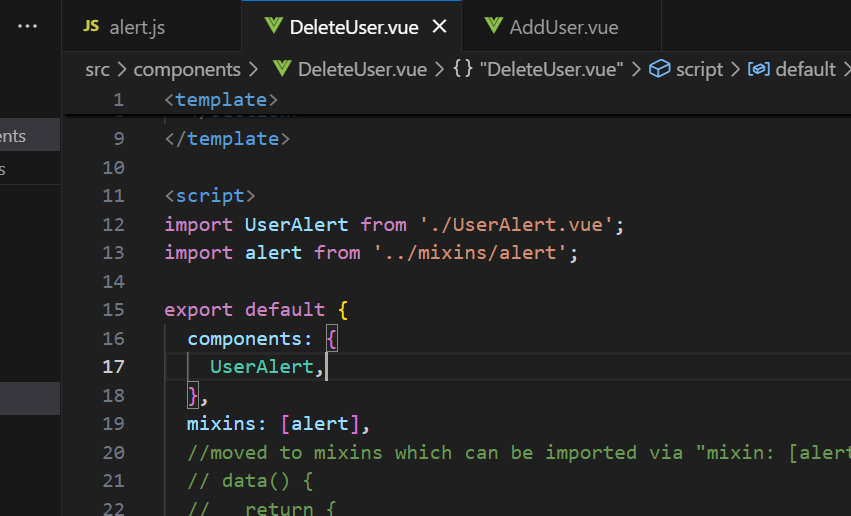 ... JS alert.js DeleteUser.vue × AddUser.vue
src > components > DeleteUser.vue > {} "DeleteUser.vue" > script > default >
1 <template>
9 </template>
10
11 <script>
12 import UserAlert from './UserAlert.vue';
13 import alert from '../mixins/alert';
14
15 export default {
16 components: {
17 UserAlert,
18 },
19 mixins: [alert],
20 //moved to mixins which can be imported via "mixin: [alert
21 // data() {
22 // return {
ents
s